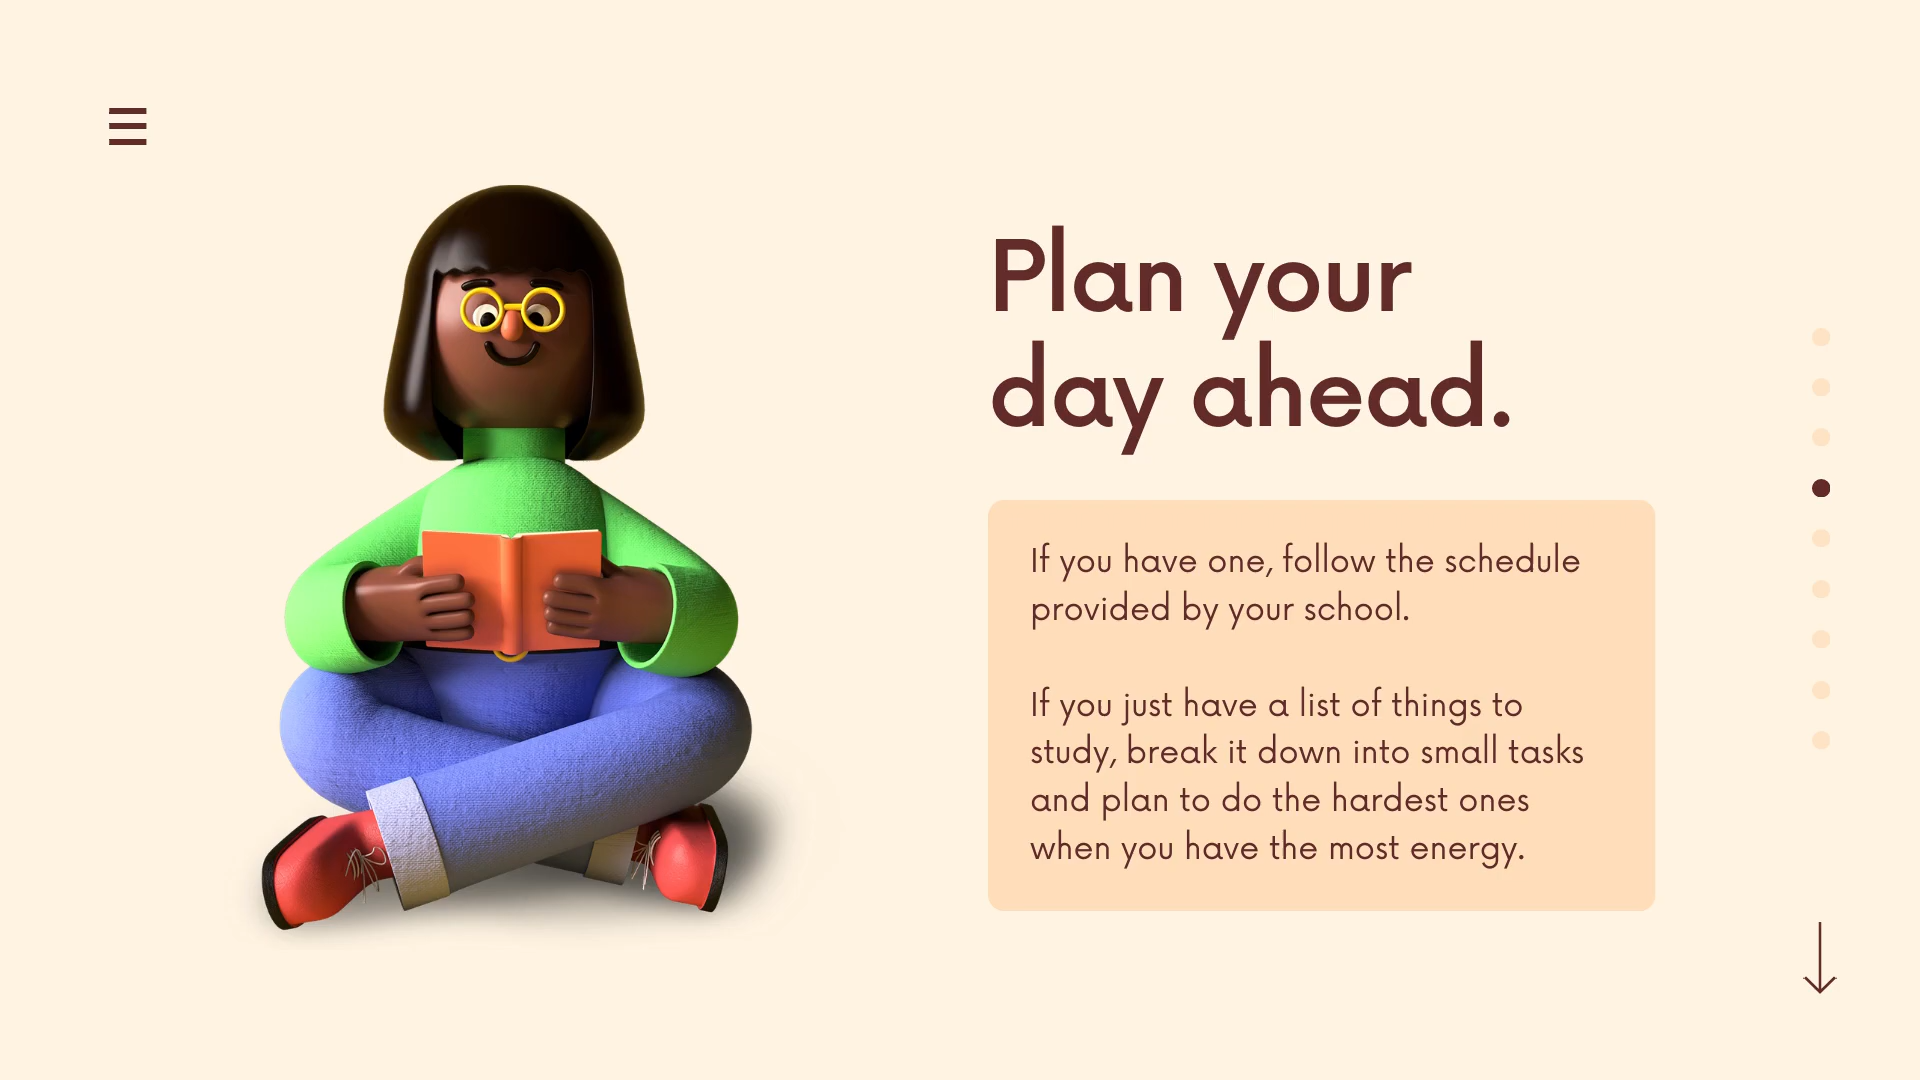 Plan your
day ahead.
If you have one, follow the schedule
provided by your school.
If you just have a list of things to
study, break it down into small tasks
and plan to do the hardest ones
when you have the most energy.